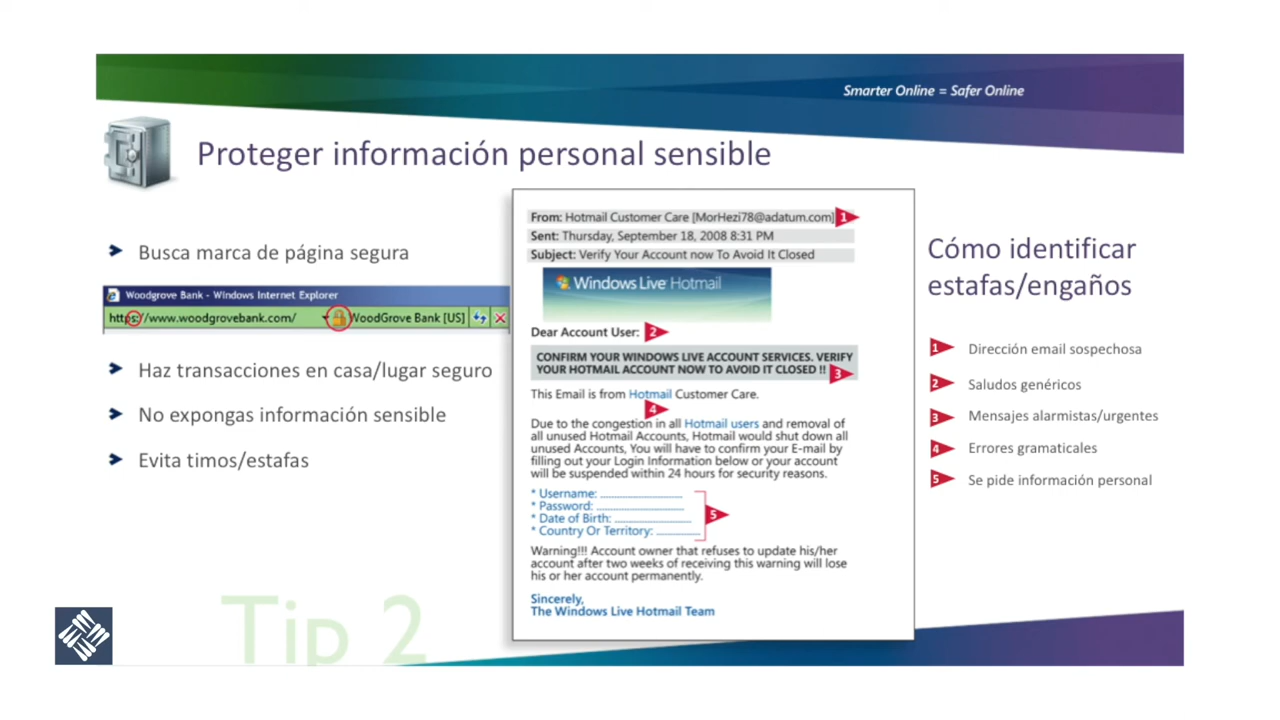 Smarter Online = Safer Online
Proteger información personal sensible
Busca marca de página segura
Woodgrove Bank - Windows Internet Explorer
https://www.woodgrovebank.com/
WoodGrove Bank [US]
Haz transacciones en casa/lugar seguro
No expongas información sensible
Evita timos/estafas
Tip 2
From: Hotmail Customer Care [MorHezi78@adatum.com]
1
Sent: Thursday, September 18, 2008 8:31 PM
Subject: Verify Your Account now To Avoid It Closed
Windows Live Hotmail
Dear Account User:
2
CONFIRM YOUR WINDOWS LIVE ACCOUNT SERVICES. VERIFY
YOUR HOTMAIL ACCOUNT NOW TO AVOID IT CLOSED !!
3
This Email is from Hotmail Customer Care.
4
Due to the congestion in all Hotmail users and removal of
all unused Hotmail Accounts, Hotmail would shut down all
unused Accounts, You will have to confirm your E-mail by
filling out your Login Information below or your account
will be suspended within 24 hours for security reasons.
* Username: ........................
* Password: ........................
* Date of Birth: ......................
* Country Or Territory: ............
5
Warning!!! Account owner that refuses to update his/her
account after two weeks of receiving this warning will lose
his or her account permanently.
Sincerely,
The Windows Live Hotmail Team
Cómo identificar
estafas/engaños
1 Dirección email sospechosa
2 Saludos genéricos
3 Mensajes alarmistas/urgentes
4 Errores gramaticales
5 Se pide información personal